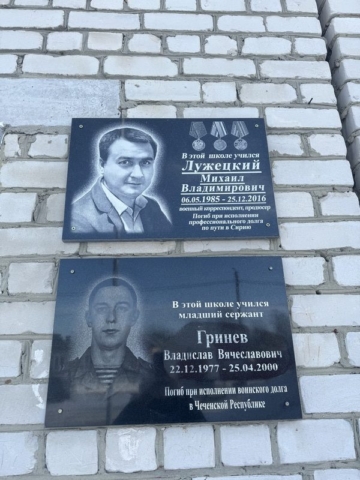 В этой школе учился
Лужецкий
Михаил
Владимирович
06.05.1985 - 25.12.2016
военный корреспондент, продюсер
Погиб при исполнении
профессионального долга
по пути в Сирию
В этой школе учился
младший сержант
Гринев
Владислав Вячеславович
22.12.1977 - 25.04.2000
Погиб при исполнении воинского долга
в Чеченской Республике